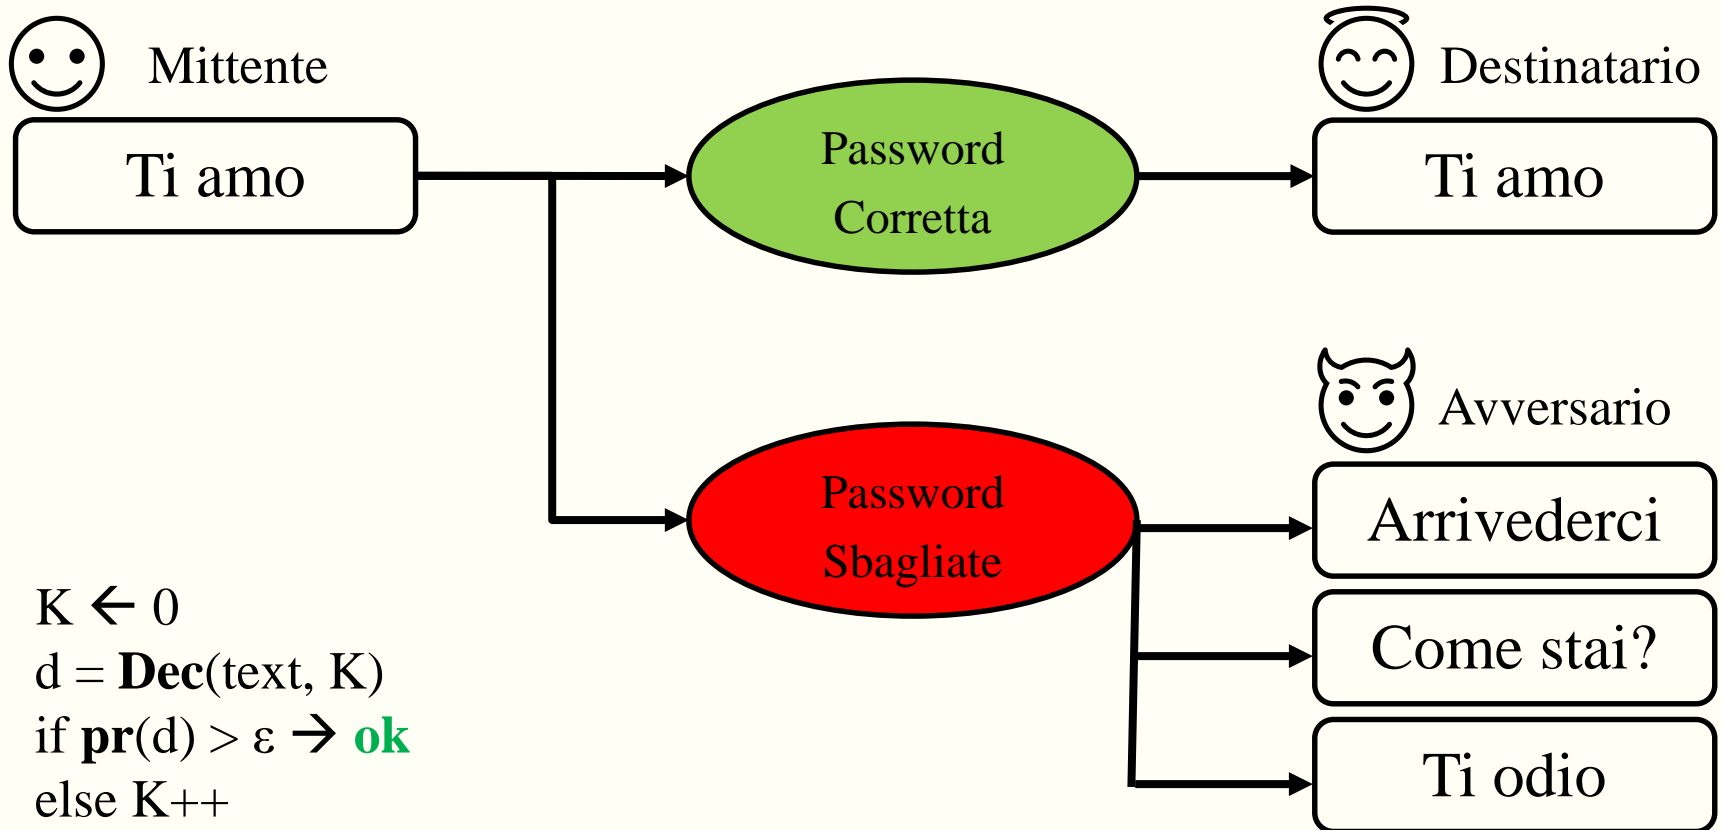 Mittente
Destinatario
Ti amo
Password
Corretta
Ti amo
Avversario
Password
Sbagliate
Arrivederci
Come stai?
Ti odio
K ← 0
d = Dec(text, K)
if pr(d) > ε → ok
else K++